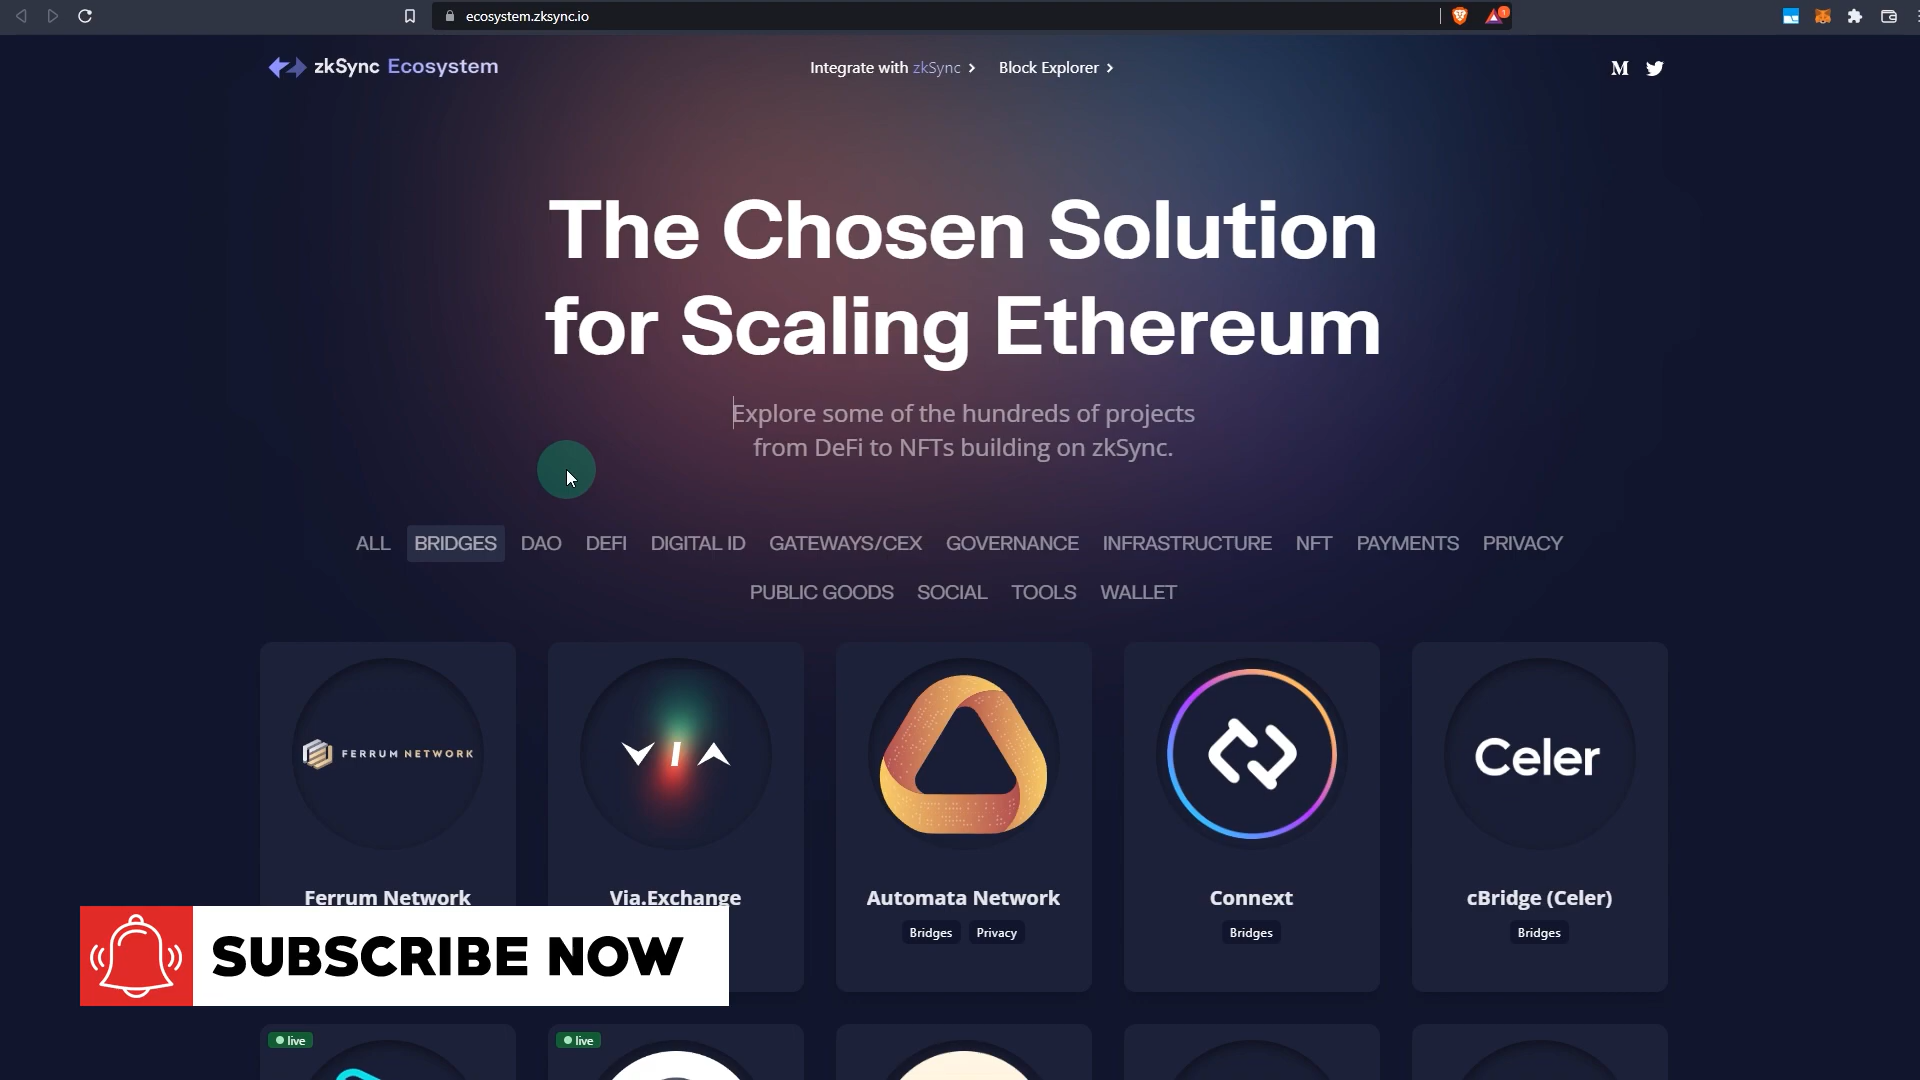 ecosystem.zksync.io
1
zkSync Ecosystem
Integrate with zkSync >
Block Explorer >
M
The Chosen Solution
for Scaling Ethereum
Explore some of the hundreds of projects
from DeFi to NFTs building on zkSync.
ALL BRIDGES DAO DEFI DIGITAL ID GATEWAYS/CEX GOVERNANCE INFRASTRUCTURE NFT PAYMENTS PRIVACY
PUBLIC GOODS SOCIAL TOOLS WALLET
FERRUM NETWORK
VIA
Celer
Ferrum Network
Via.Exchange
Automata Network
Connext
cBridge (Celer)
Bridges Privacy
Bridges
Bridges
SUBSCRIBE NOW
live
live